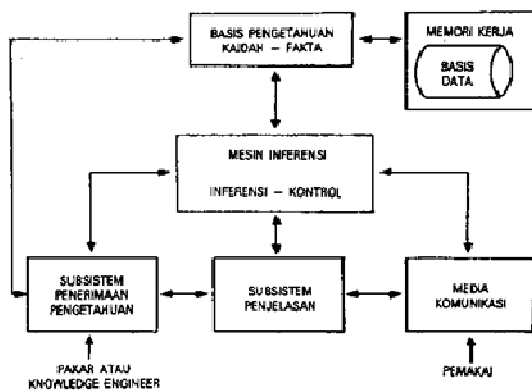 BASIS PENGETAHUAN
KAIDAH – FAKTA
MEMORI KERJA
BASIS
DATA
MESIN INFERENSI
INFERENSI – KONTROL
SUBSISTEM
PENERIMAAN
PENGETAHUAN
SUBSISTEM
PENJELASAN
MEDIA
KOMUNIKASI
PAKAR ATAU
KNOWLEDGE ENGINEER
PEMAKAI